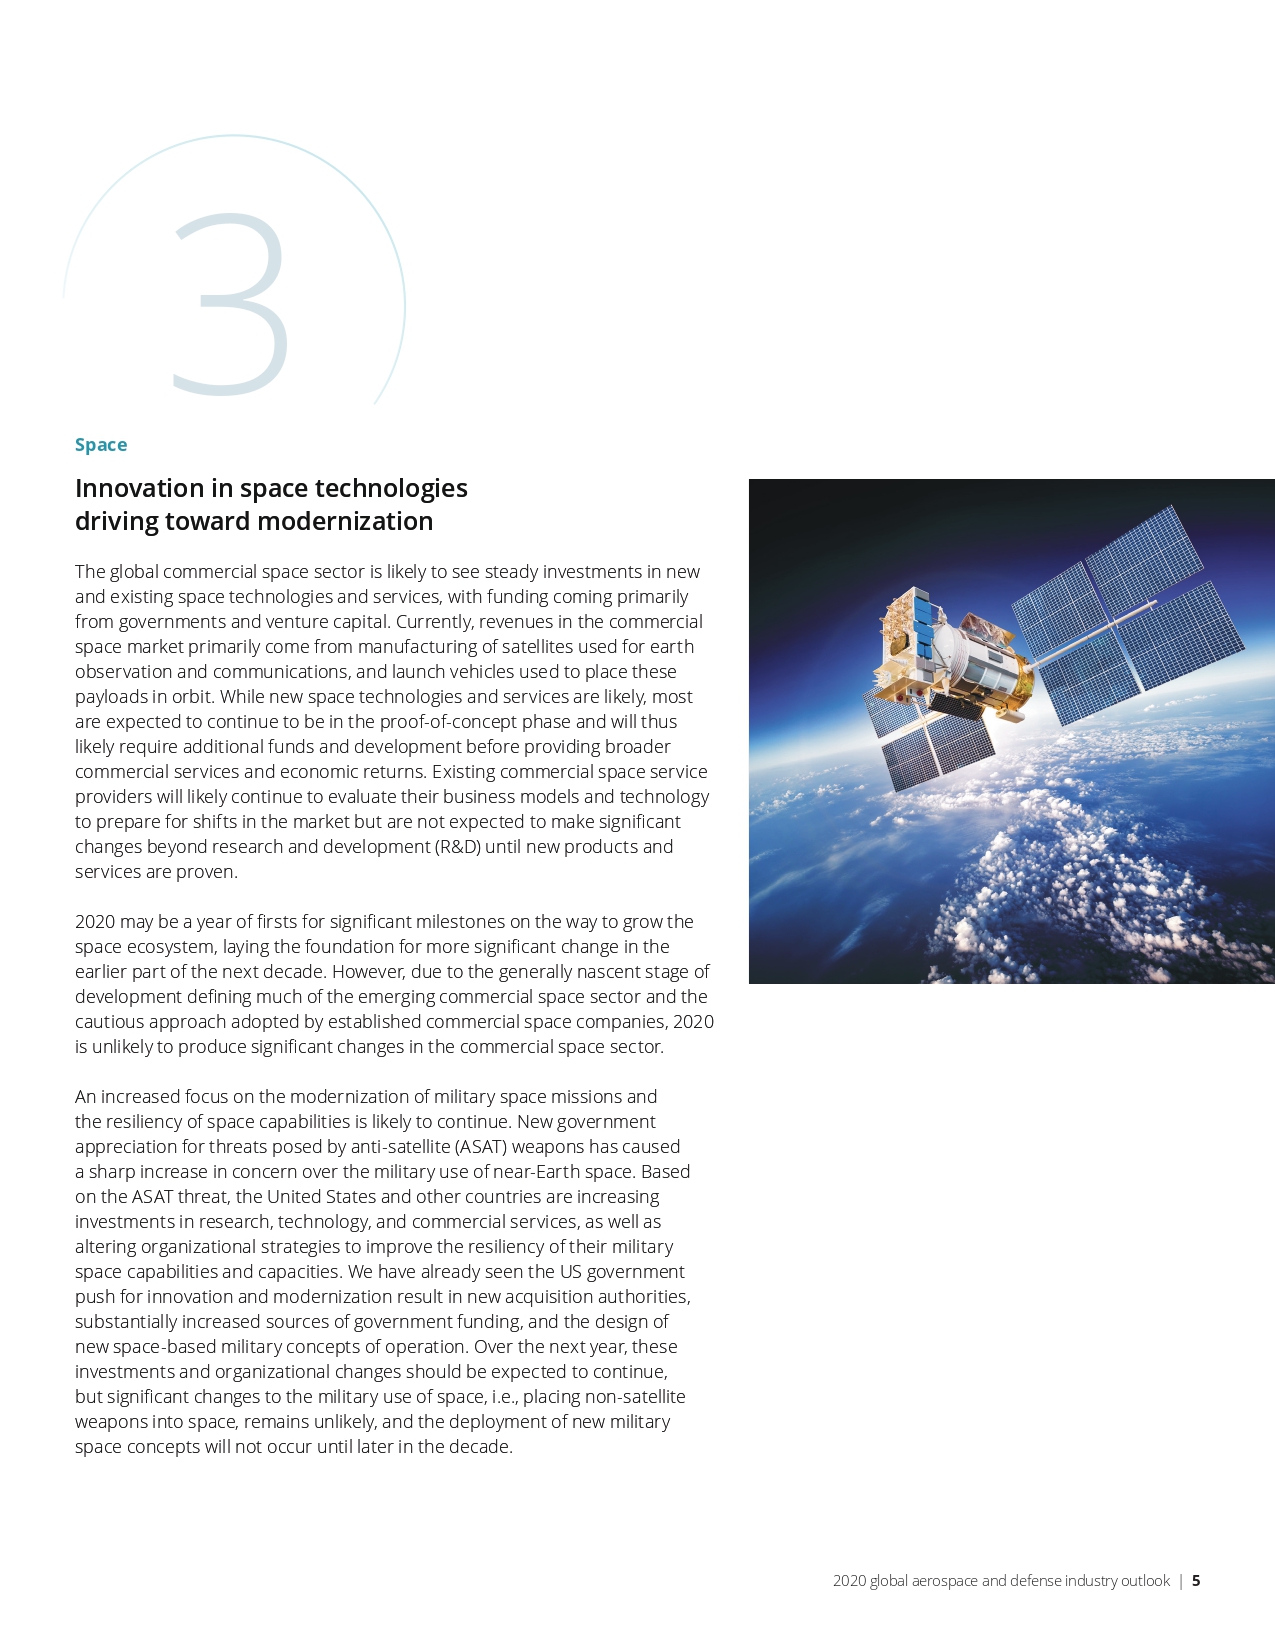 3
Space
Innovation in space technologies
driving toward modernization
The global commercial space sector is likely to see steady investments in new
and existing space technologies and services, with funding coming primarily
from governments and venture capital. Currently, revenues in the commercial
space market primarily come from manufacturing of satellites used for earth
observation and communications, and launch vehicles used to place these
payloads in orbit. While new space technologies and services are likely, most
are expected to continue to be in the proof-of-concept phase and will thus
likely require additional funds and development before providing broader
commercial services and economic returns. Existing commercial space service
providers will likely continue to evaluate their business models and technology
to prepare for shifts in the market but are not expected to make significant
changes beyond research and development (R&D) until new products and
services are proven.
2020 may be a year of firsts for significant milestones on the way to grow the
space ecosystem, laying the foundation for more significant change in the
earlier part of the next decade. However, due to the generally nascent stage of
development defining much of the emerging commercial space sector and the
cautious approach adopted by established commercial space companies, 2020
is unlikely to produce significant changes in the commercial space sector.
An increased focus on the modernization of military space missions and
the resiliency of space capabilities is likely to continue. New government
appreciation for threats posed by anti-satellite (ASAT) weapons has caused
a sharp increase in concern over the military use of near-Earth space. Based
on the ASAT threat, the United States and other countries are increasing
investments in research, technology, and commercial services, as well as
altering organizational strategies to improve the resiliency of their military
space capabilities and capacities. We have already seen the US government
push for innovation and modernization result in new acquisition authorities,
substantially increased sources of government funding, and the design of
new space-based military concepts of operation. Over the next year, these
investments and organizational changes should be expected to continue,
but significant changes to the military use of space, i.e., placing non-satellite
weapons into space, remains unlikely, and the deployment of new military
space concepts will not occur until later in the decade.
2020 global aerospace and defense industry outlook | 5